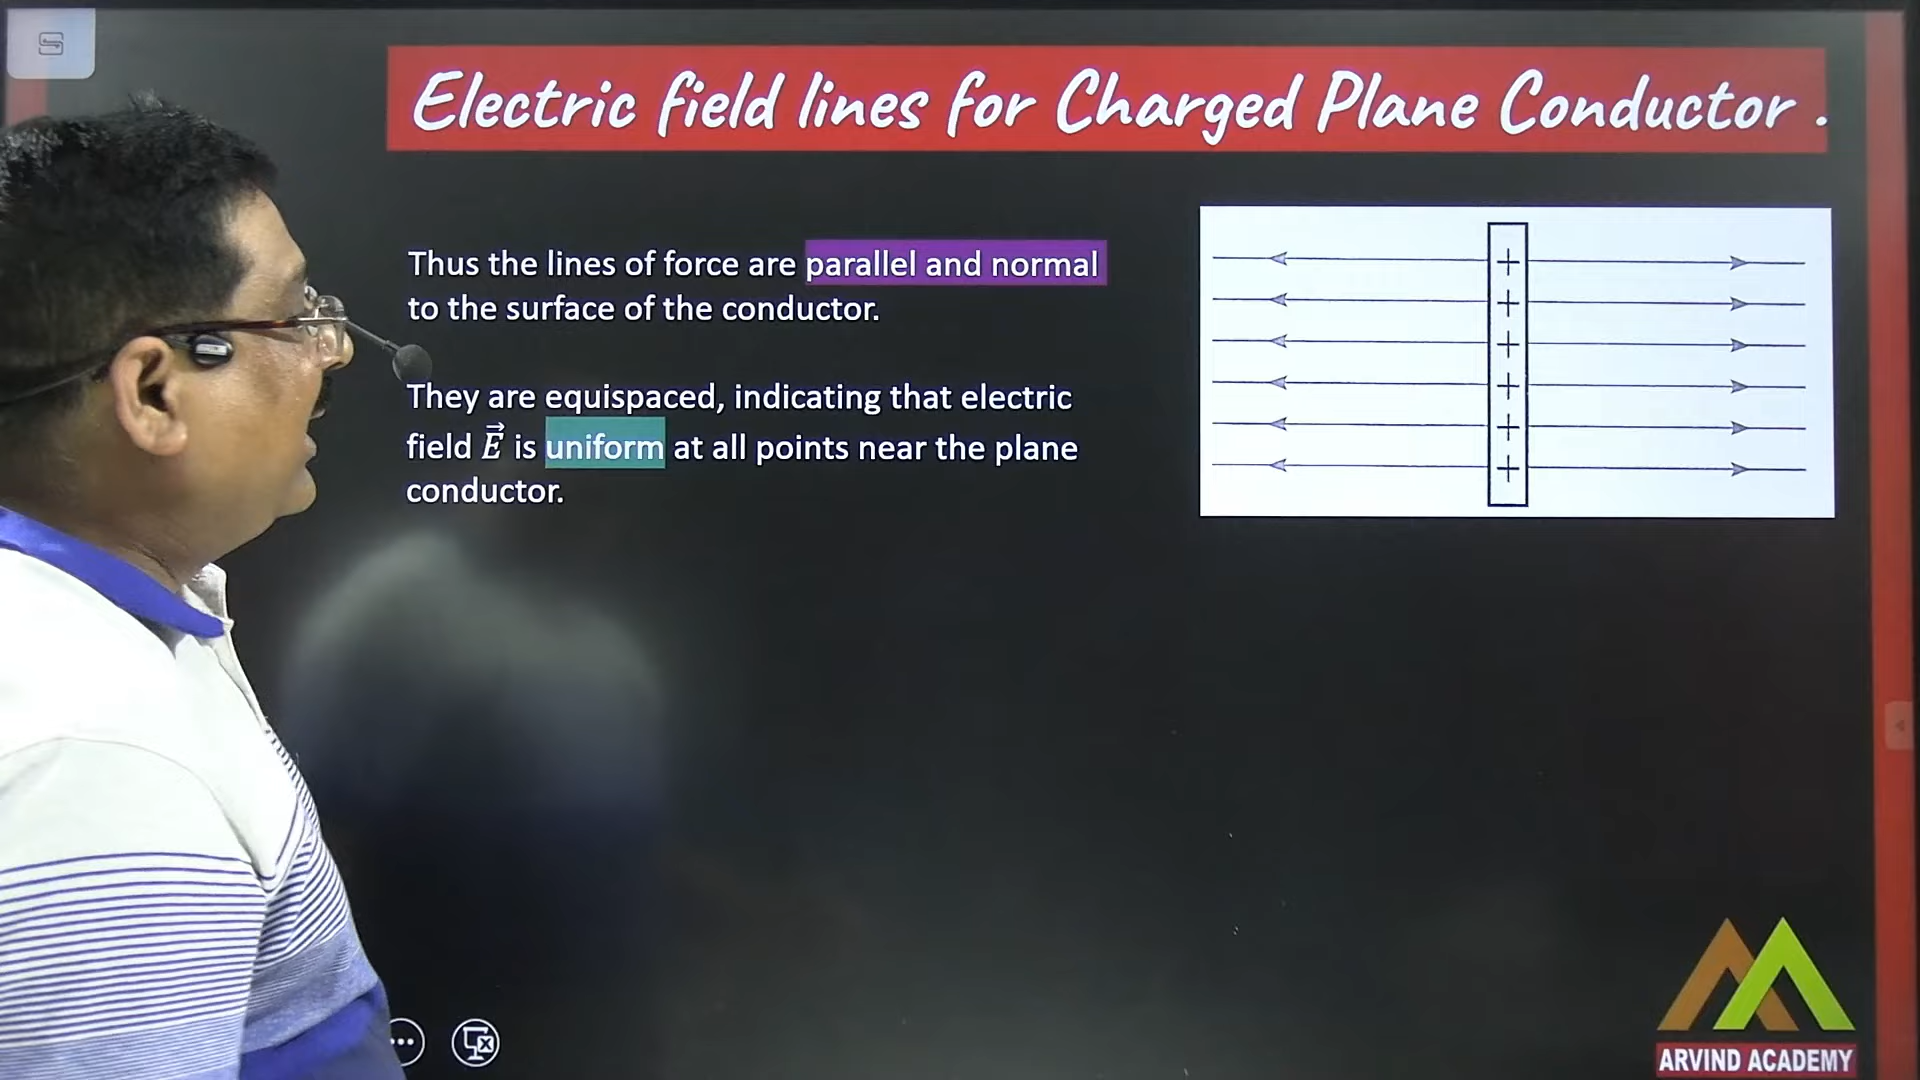 Electric field lines for Charged Plane Conductor .
Thus the lines of force are parallel and normal
to the surface of the conductor.
They are equispaced, indicating that electric
field E⃗ is uniform at all points near the plane
conductor.
+
+
+
+
+
+
ARVIND ACADEMY